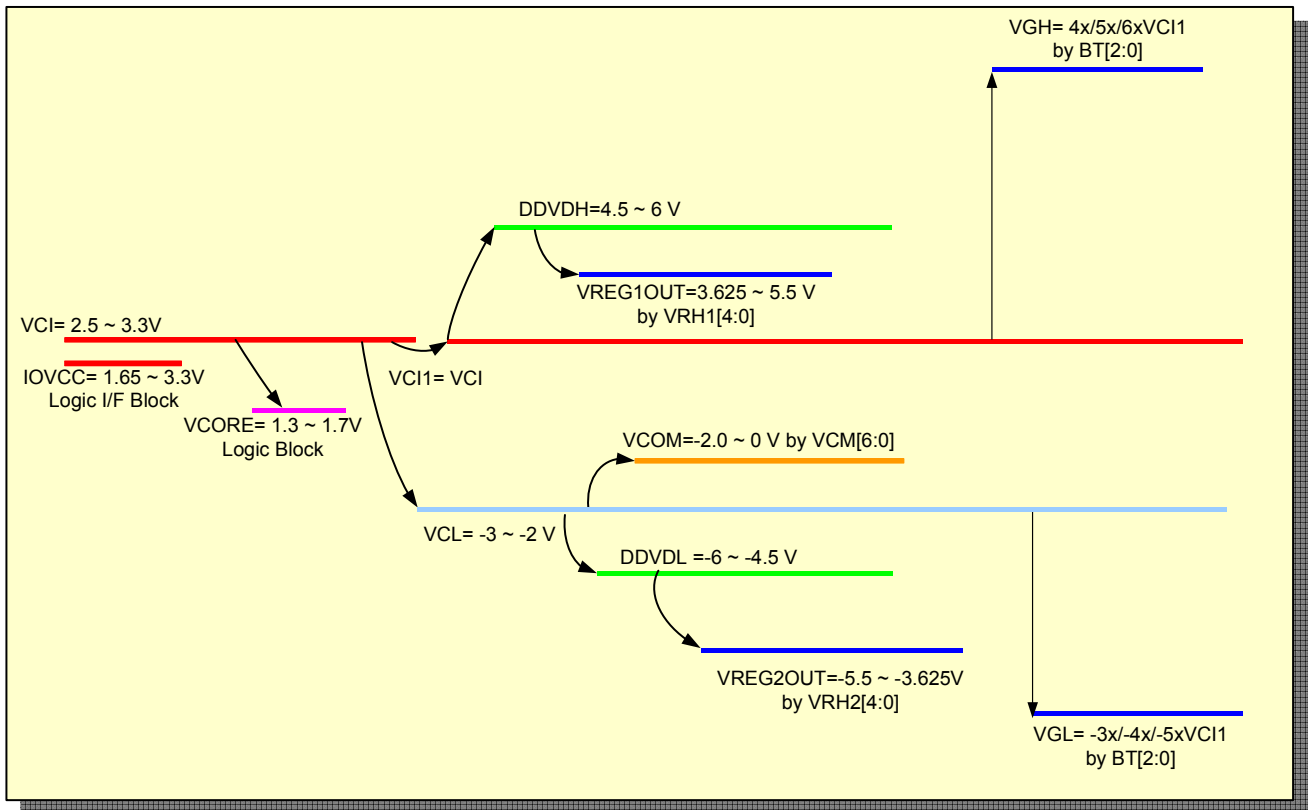 VGH= 4x/5x/6xVCI1
by BT[2:0]
DDVDH=4.5 ~ 6 V
VREG1OUT=3.625 ~ 5.5 V
by VRH1[4:0]
VCI= 2.5 ~ 3.3V
IOVCC= 1.65 ~ 3.3V
Logic I/F Block
VCI1= VCI
VCORE= 1.3 ~ 1.7V
Logic Block
VCOM=-2.0 ~ 0 V by VCM[6:0]
VCL= -3 ~ -2 V
DDVDL =-6 ~ -4.5 V
VREG2OUT=-5.5 ~ -3.625V
by VRH2[4:0]
VGL= -3x/-4x/-5xVCI1
by BT[2:0]